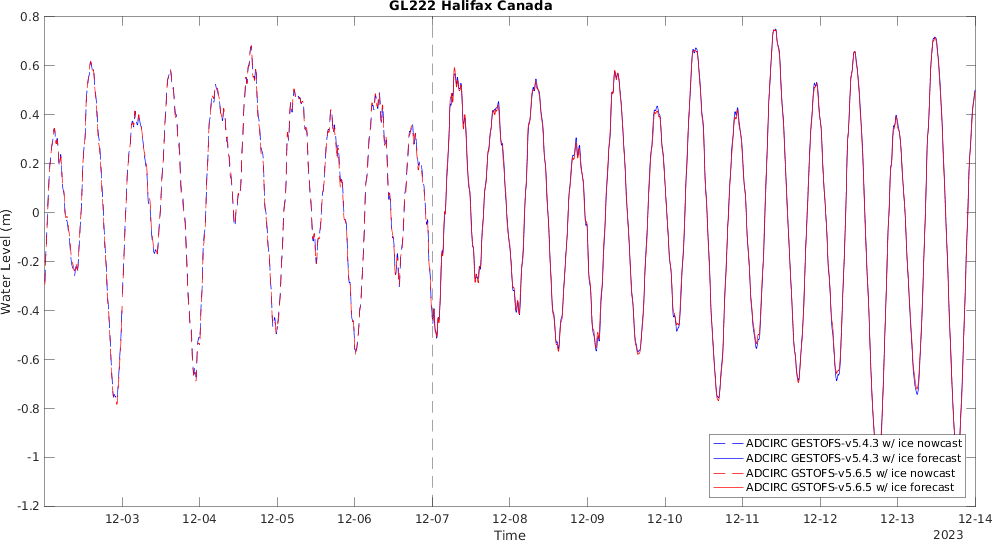 GL222 Halifax Canada
0.8
0.6
0.4
0.2
0
-0.2
-0.4
-0.6
-0.8
-1
-1.2
Water Level (m)
ADCIRC GESTOFS-v5.4.3 w/ ice nowcast
ADCIRC GESTOFS-v5.4.3 w/ ice forecast
ADCIRC GSTOFS-v5.6.5 w/ ice nowcast
ADCIRC GSTOFS-v5.6.5 w/ ice forecast
12-03 12-04 12-05 12-06 12-07 12-08 12-09 12-10 12-11 12-12 12-13 12-14
Time
2023